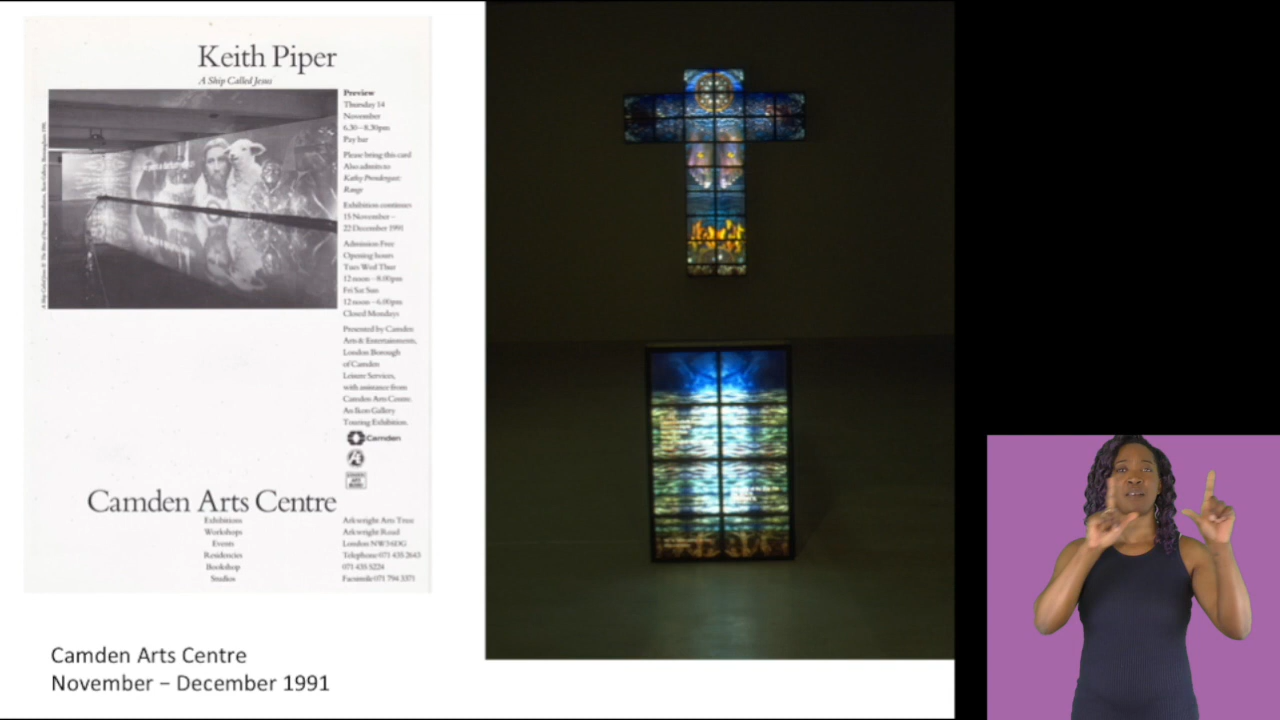 Keith Piper
A Ship Called Jesus
Preview
Thursday 14
November
6.30–8.30pm
Pay bar
Please bring this card
Also admits to
Kathy Prendergast:
Range
Exhibition continues
15 November –
22 December 1991
Admission Free
Opening hours
Tues Wed Thur
12 noon – 8.00pm
Fri Sat Sun
12 noon – 6.00pm
Closed Mondays
Presented by Camden
Arts & Entertainments,
London Borough
of Camden
Leisure Services,
with assistance from
Camden Arts Centre.
An Ikon Gallery
Touring Exhibition.
Camden
Camden Arts Centre
Exhibitions
Workshops
Events
Residencies
Bookshop
Studios
Arkwright Arts Trust
Arkwright Road
London NW3 6DG
Telephone 071 435 2643
071 435 5224
Facsimile 071 794 3371
Camden Arts Centre
November – December 1991